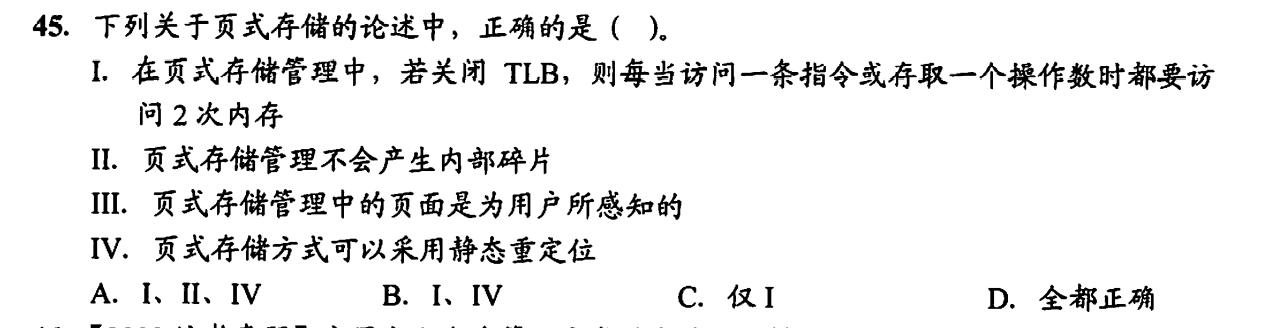 45. 下列关于页式存储的论述中，正确的是（ ）。
I. 在页式存储管理中，若关闭 TLB，则每当访问一条指令或存取一个操作数时都要访
问 2 次内存
II. 页式存储管理不会产生内部碎片
III. 页式存储管理中的页面是为用户所感知的
IV. 页式存储方式可以采用静态重定位
A. I、II、IV B. I、IV C. 仅 I D. 全都正确